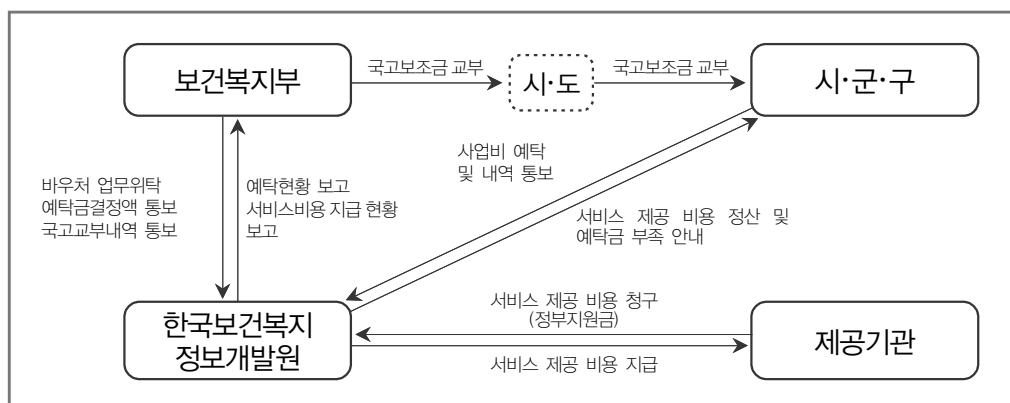 보건복지부
국고보조금 교부
시·도
국고보조금 교부
시·군·구
바우처 업무위탁
예탁금결정액 통보
국고교부내역 통보
예탁현황 보고
서비스비용 지급 현황
보고
사업비 예탁
및 내역 통보
서비스 제공 비용 정산 및
예탁금 부족 안내
한국보건복지
정보개발원
서비스 제공 비용 청구
(정부지원금)
서비스 제공 비용 지급
제공기관